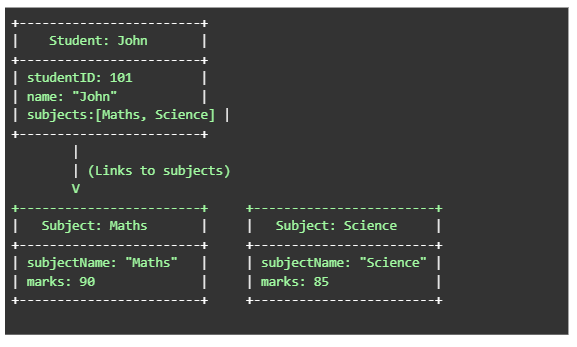 +------------------------+
|    Student: John       |
+------------------------+
| studentID: 101         |
| name: "John"           |
| subjects:[Maths, Science] |
+------------------------+
        |
        | (Links to subjects)
        V
+------------------------+     +------------------------+
|   Subject: Maths       |     |   Subject: Science     |
+------------------------+     +------------------------+
| subjectName: "Maths"   |     | subjectName: "Science" |
| marks: 90              |     | marks: 85              |
+------------------------+     +------------------------+